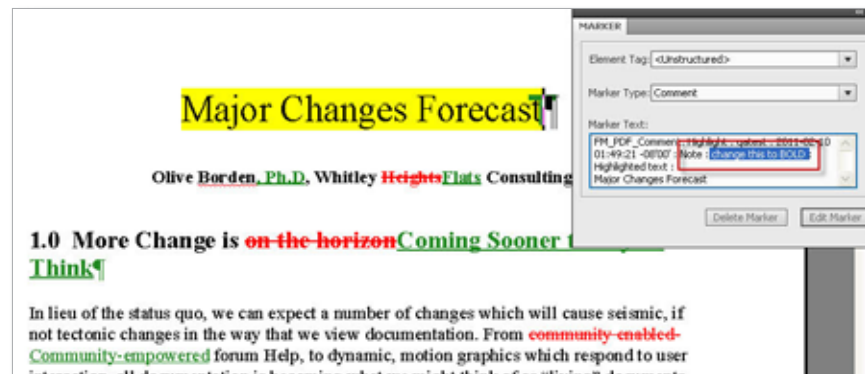 MARKER
Element Tag: <Unstructured>
Marker Type: Comment
Marker Text:
FM_PDF_Comment : Highlight : qatest : 2011-02-10
01:49:21 -08'00' : Note : change this to BOLD :
Highlighted text :
Major Changes Forecast
Delete Marker Edit Marker
Major Changes Forecast¶
Olive Borden, Ph.D, Whitley HeightsFlats Consulting
1.0 More Change is on the horizonComing Sooner
Think¶
In lieu of the status quo, we can expect a number of changes which will cause seismic, if
not tectonic changes in the way that we view documentation. From community enabled
Community-empowered forum Help, to dynamic, motion graphics which respond to user